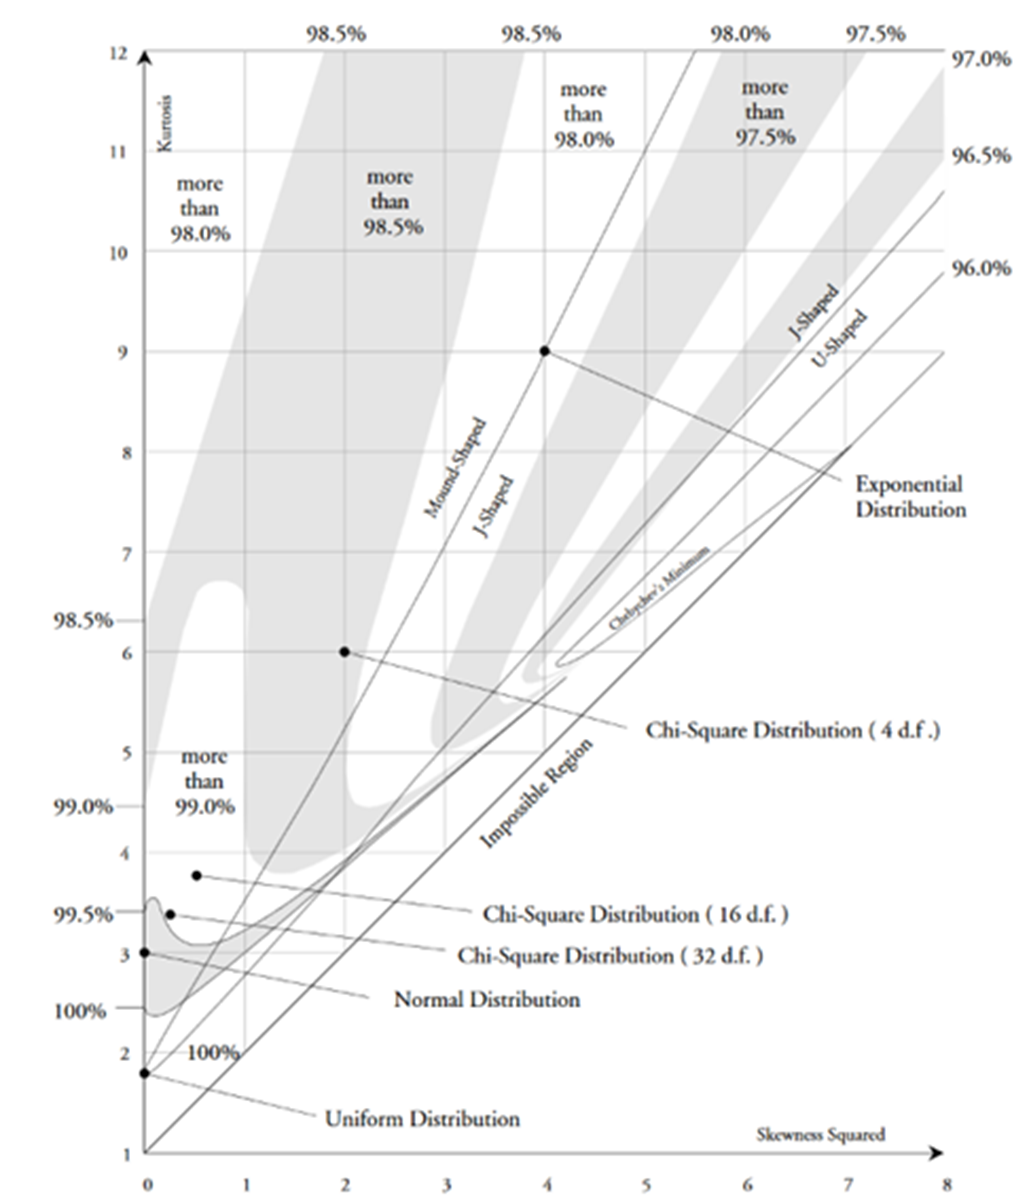 98.5%
98.5%
98.0%
97.5%
12
97.0%
Kurtosis
more
than
98.0%
more
than
97.5%
11
96.5%
more
than
98.0%
more
than
98.5%
10
96.0%
J-Shaped
U-Shaped
9
8
Mound-Shaped
J-Shaped
Exponential
Distribution
7
Chebychev's Minimum
98.5%
6
Chi-Square Distribution ( 4 d.f.)
5
more
than
99.0%
99.0%
Impossible Region
4
99.5%
Chi-Square Distribution ( 16 d.f. )
3
Chi-Square Distribution ( 32 d.f. )
Normal Distribution
100%
2
100%
Uniform Distribution
Skewness Squared
1
0 1 2 3 4 5 6 7 8